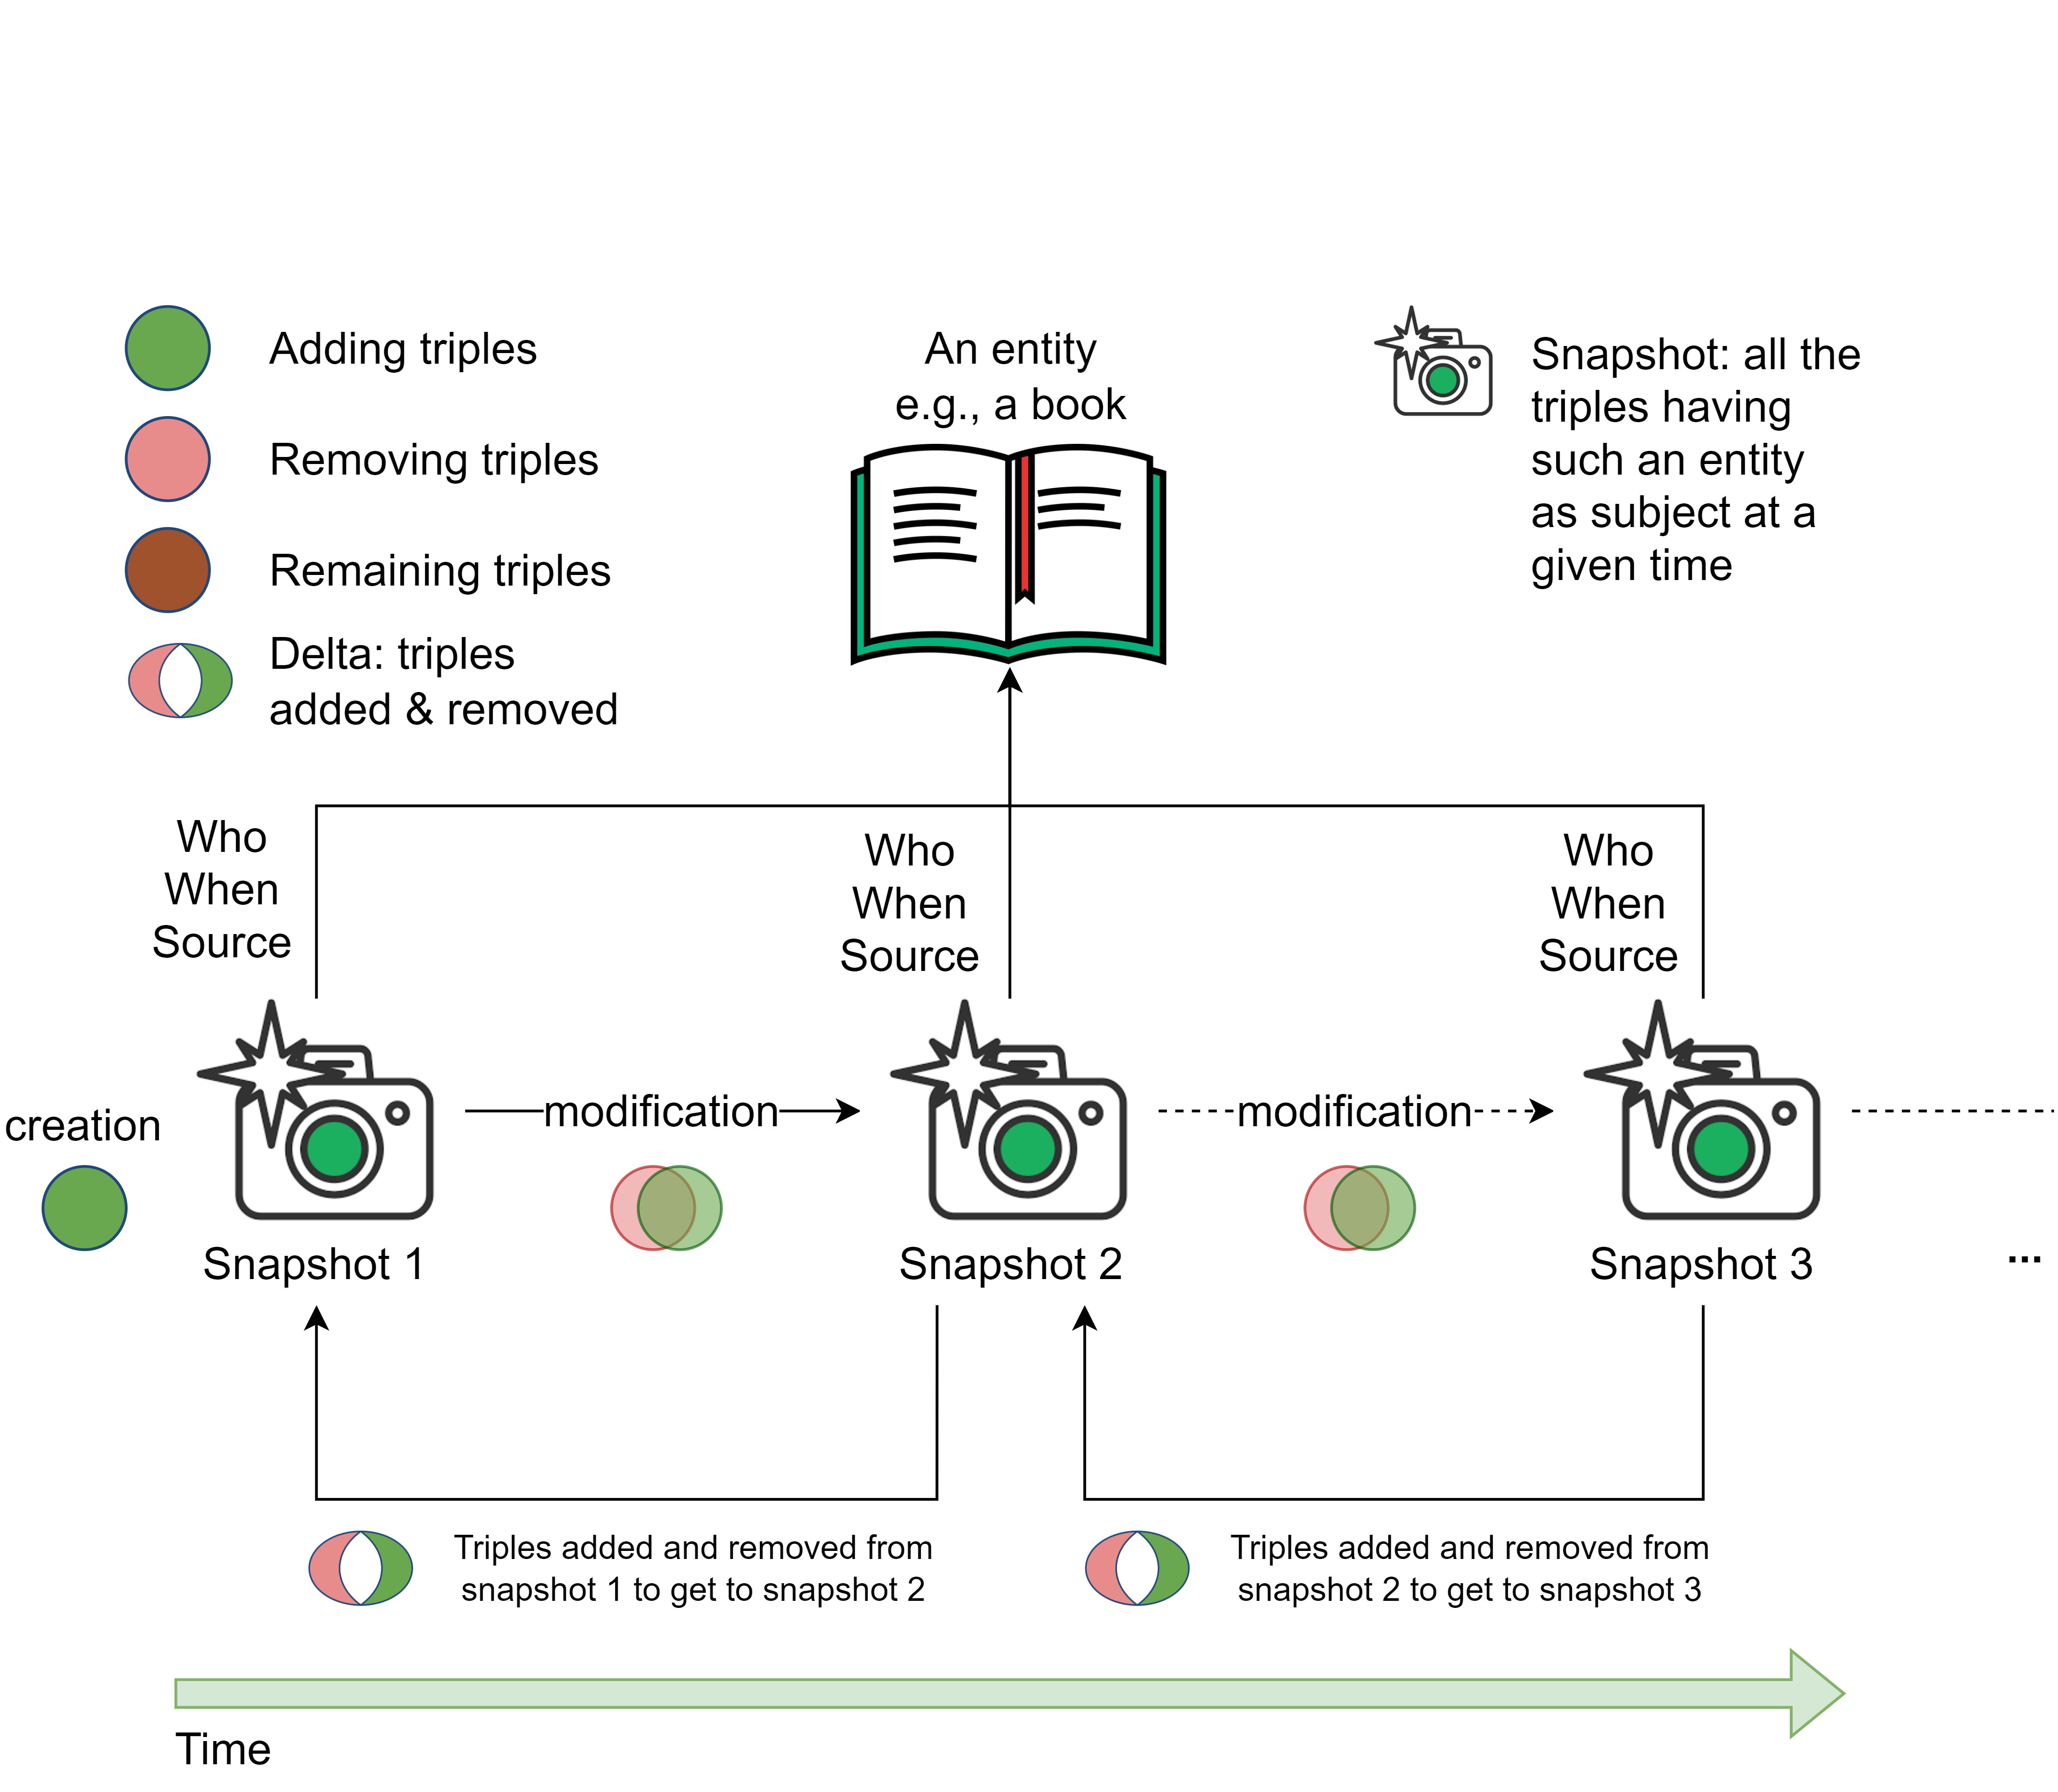 Adding triples
Removing triples
Remaining triples
Delta: triples
added & removed
An entity
e.g., a book
Snapshot: all the
triples having
such an entity
as subject at a
given time
Who
When
Source
Who
When
Source
Who
When
Source
creation
modification
modification
Snapshot 1
Snapshot 2
Snapshot 3
...
Triples added and removed from
snapshot 1 to get to snapshot 2
Triples added and removed from
snapshot 2 to get to snapshot 3
Time